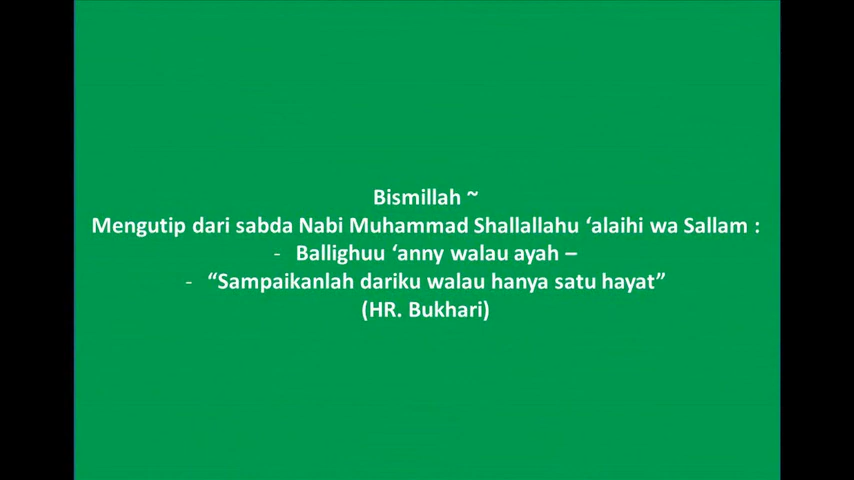 Bismillah ~
Mengutip dari sabda Nabi Muhammad Shallallahu ‘alaihi wa Sallam :
- Ballighuu ‘anny walau ayah –
- “Sampaikanlah dariku walau hanya satu hayat”
(HR. Bukhari)